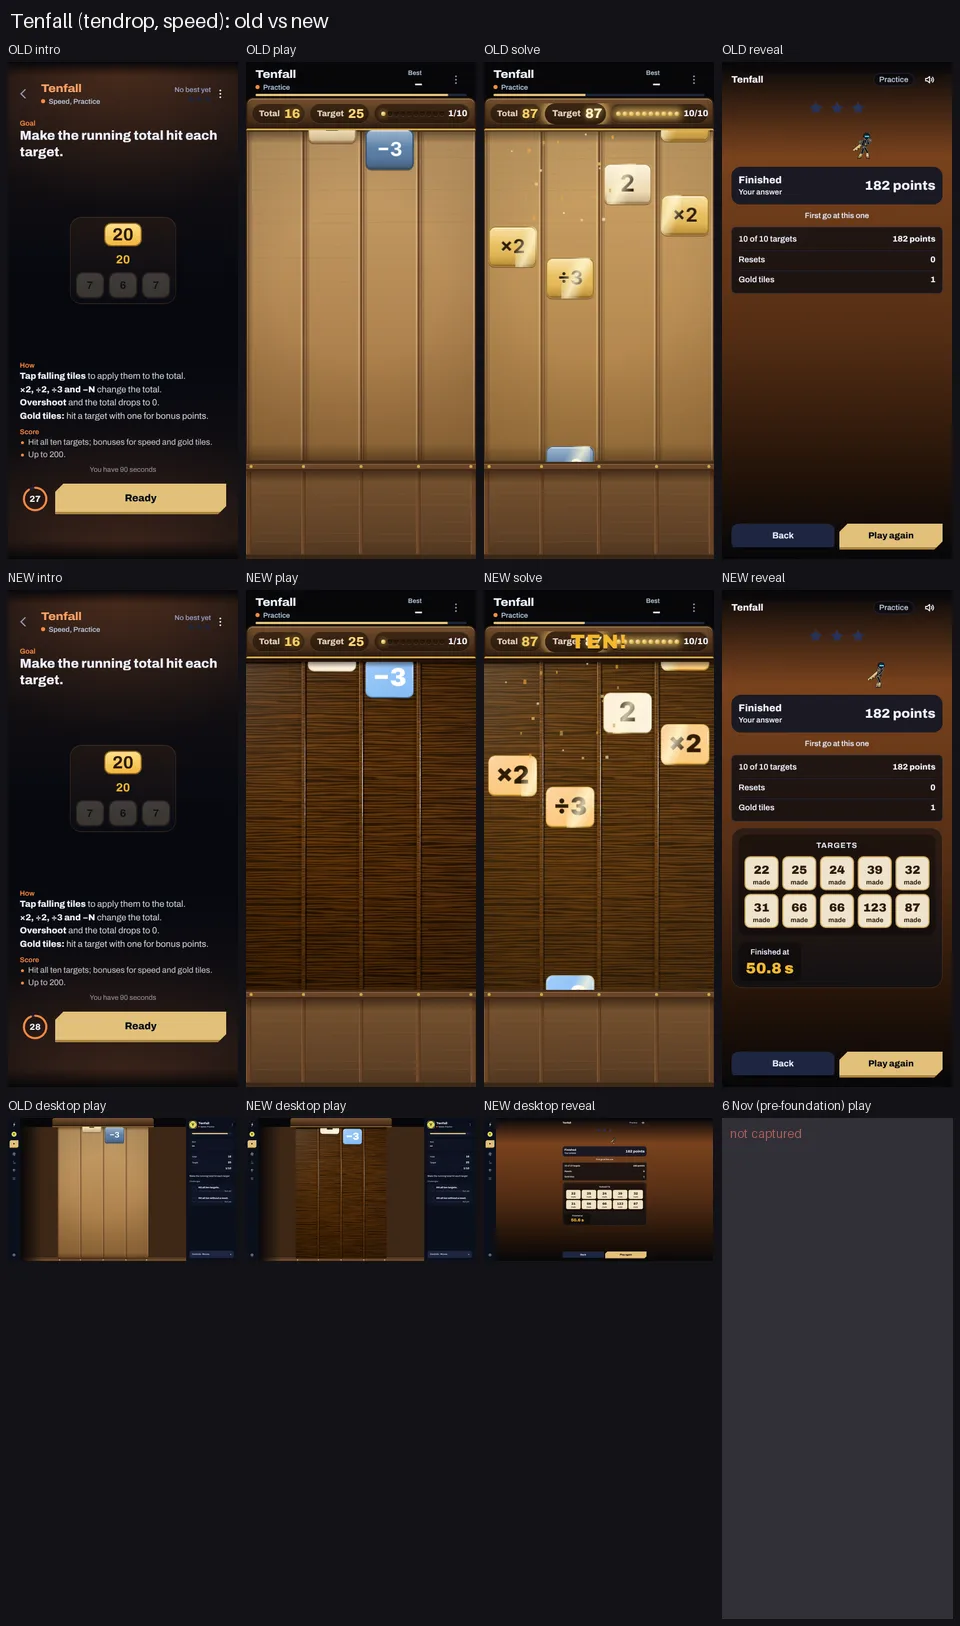 Tenfall (tendrop, speed): old vs new
OLD intro
OLD play
OLD solve
OLD reveal
Tenfall
Speed, Practice
No best yet
Goal
Make the running total hit each
target.
20
20
7 6 7
How
Tap falling tiles to apply them to the total.
×2, ÷2, ÷3 and −N change the total.
Overshoot and the total drops to 0.
Gold tiles: hit a target with one for bonus points.
Score
Hit all ten targets; bonuses for speed and gold tiles.
Up to 200.
You have 90 seconds
27
Ready
Tenfall
Practice
Best
Total 16
Target 25
1/10
−3
Tenfall
Practice
Best
Total 87
Target 87
10/10
2
×2
×2
÷3
Tenfall
Practice
Finished
Your answer
182 points
First go at this one
10 of 10 targets
182 points
Resets
0
Gold tiles
1
Back
Play again
NEW intro
NEW play
NEW solve
NEW reveal
Tenfall
Speed, Practice
No best yet
Goal
Make the running total hit each
target.
20
20
7 6 7
How
Tap falling tiles to apply them to the total.
×2, ÷2, ÷3 and −N change the total.
Overshoot and the total drops to 0.
Gold tiles: hit a target with one for bonus points.
Score
Hit all ten targets; bonuses for speed and gold tiles.
Up to 200.
You have 90 seconds
28
Ready
Tenfall
Practice
Best
Total 16
Target 25
1/10
−3
Tenfall
Practice
Best
Total 87
TEN!
10/10
2
×2
×2
÷3
Tenfall
Practice
Finished
Your answer
182 points
First go at this one
10 of 10 targets
182 points
Resets
0
Gold tiles
1
TARGETS
22 25 24 39 32
made made made made made
31 66 66 123 87
made made made made made
Finished at
50.8 s
Back
Play again
OLD desktop play
NEW desktop play
NEW desktop reveal
6 Nov (pre-foundation) play
−3
Tenfall
−3
Tenfall
not captured